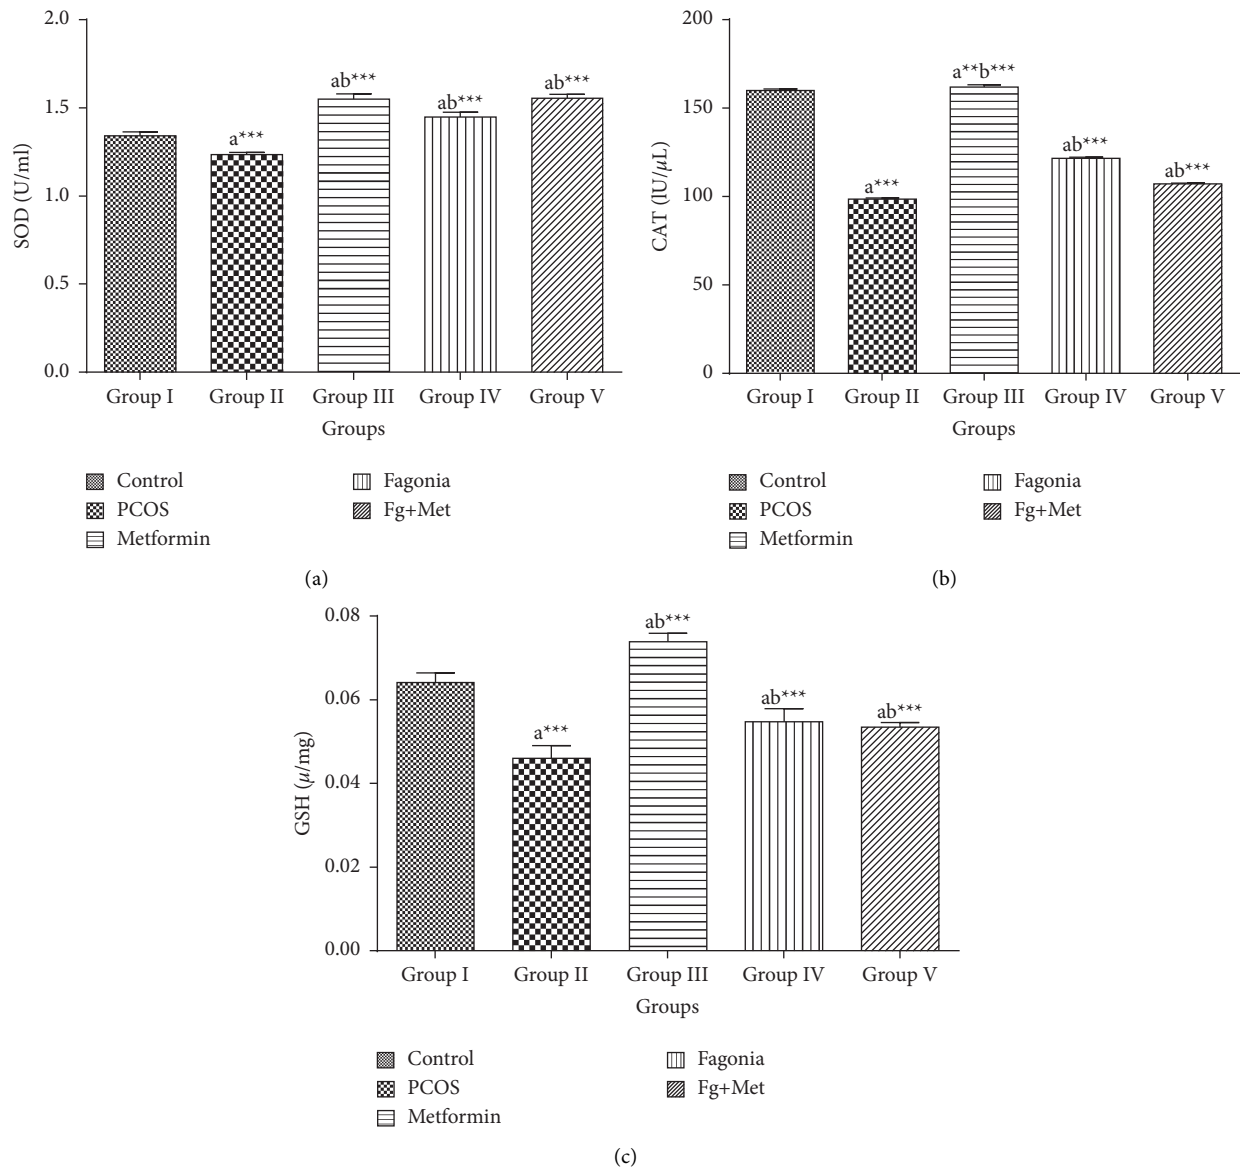 SOD (U/ml)
2.0
1.5
1.0
0.5
0.0
ab***
a***
ab***
ab***
Group I Group II Group III Group IV Group V
Groups
Control
PCOS
Metformin
Fagonia
Fg+Met
(a)
CAT (IU/μL)
200
150
100
50
0
a***
a**b***
ab***
ab***
Group I Group II Group III Group IV Group V
Groups
Control
PCOS
Metformin
Fagonia
Fg+Met
(b)
GSH (μ/mg)
0.08
0.06
0.04
0.02
0.00
a***
ab***
ab***
ab***
Group I Group II Group III Group IV Group V
Groups
Control
PCOS
Metformin
Fagonia
Fg+Met
(c)